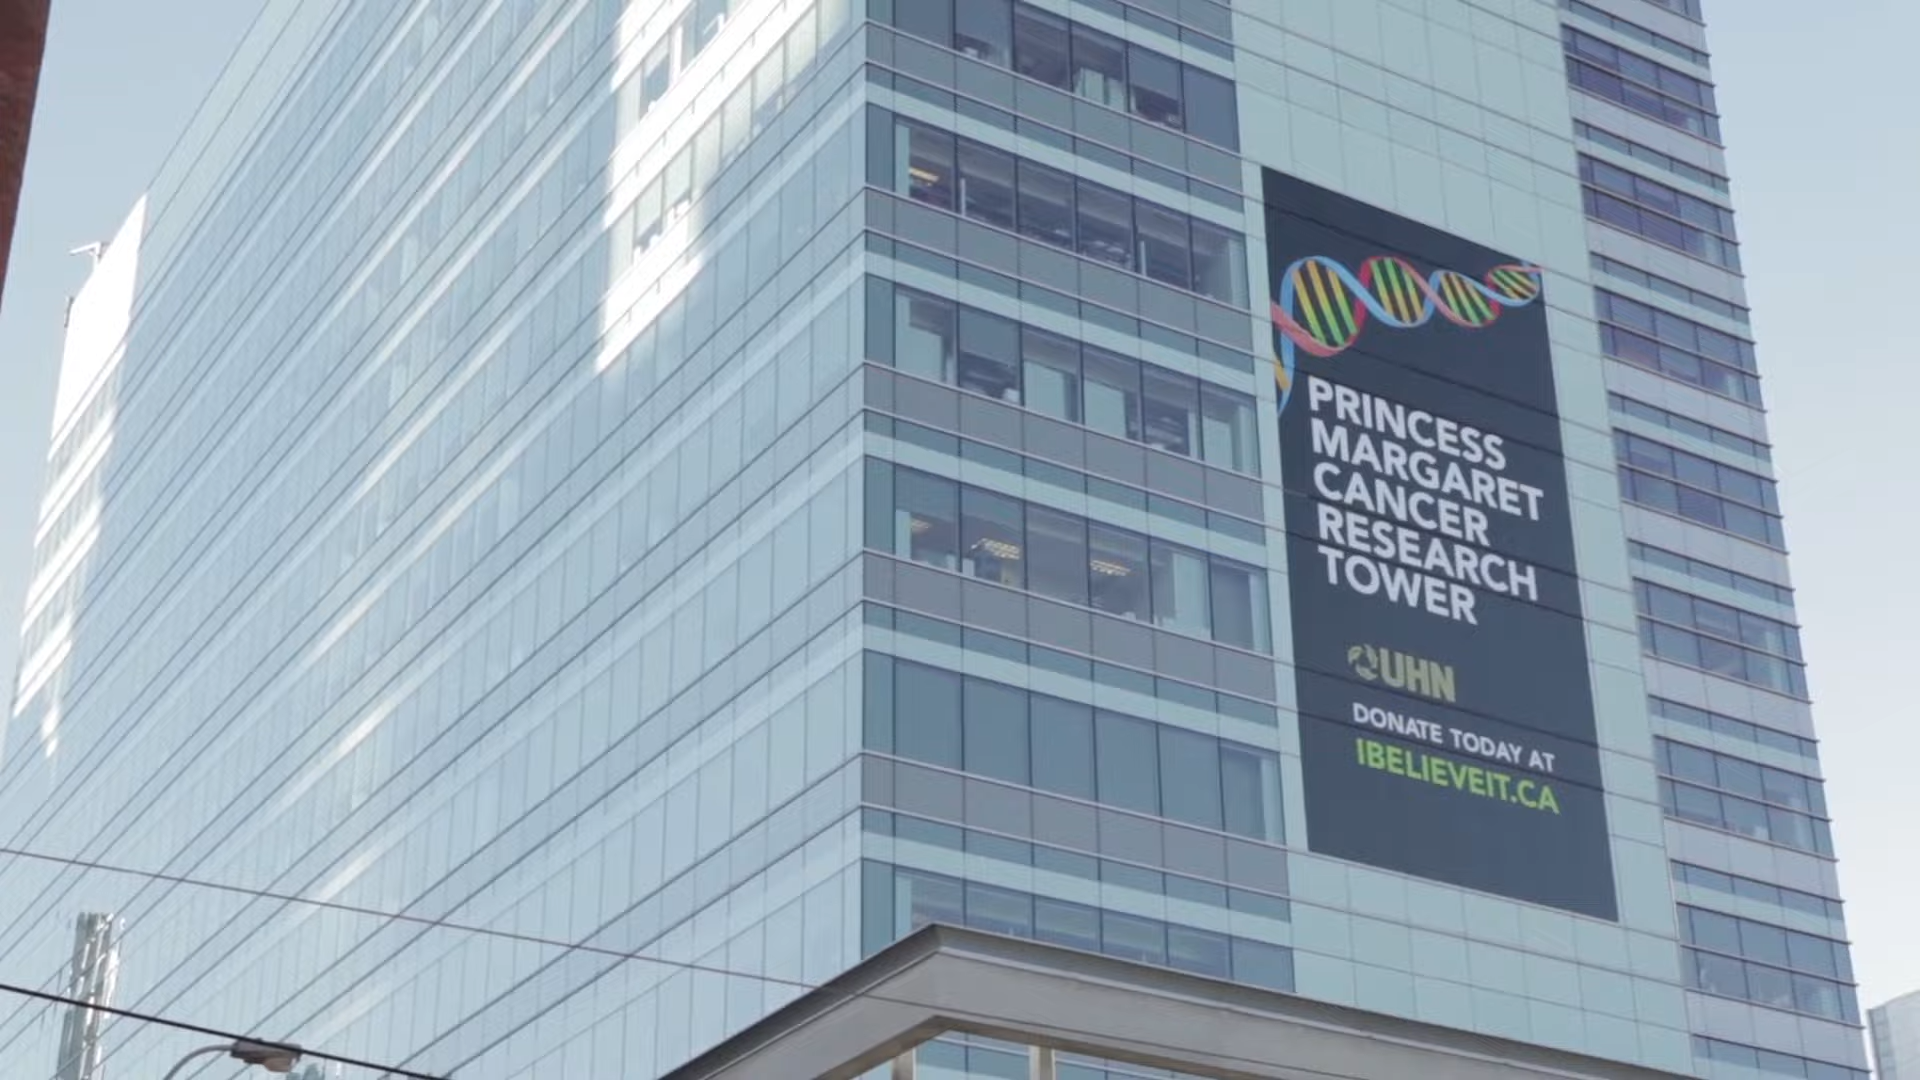 PRINCESS
MARGARET
CANCER
RESEARCH
TOWER
UHN
DONATE TODAY AT
IBELIEVEIT.CA